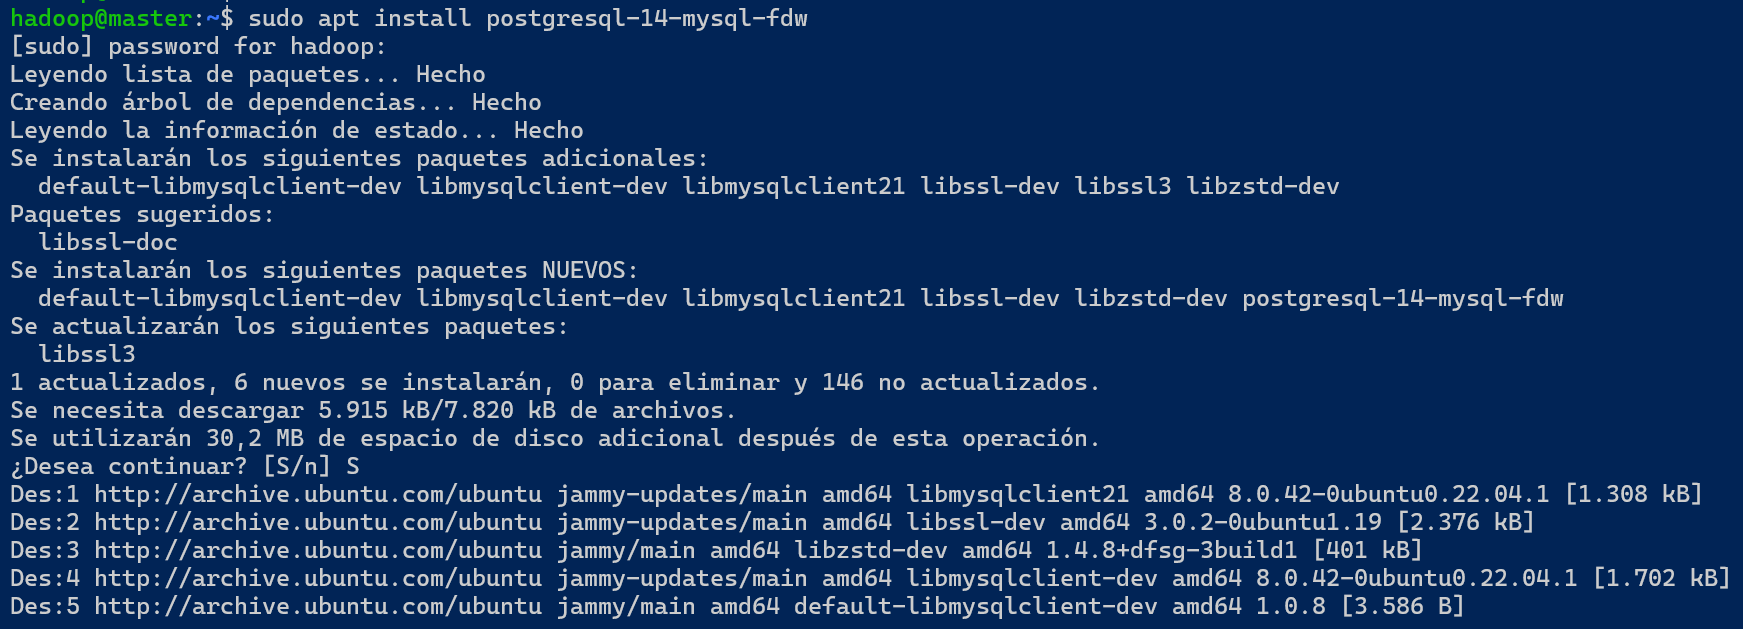 hadoop@master:~$ sudo apt install postgresql-14-mysql-fdw
[sudo] password for hadoop:
Leyendo lista de paquetes... Hecho
Creando árbol de dependencias... Hecho
Leyendo la información de estado... Hecho
Se instalarán los siguientes paquetes adicionales:
  default-libmysqlclient-dev libmysqlclient-dev libmysqlclient21 libssl-dev libssl3 libzstd-dev
Paquetes sugeridos:
  libssl-doc
Se instalarán los siguientes paquetes NUEVOS:
  default-libmysqlclient-dev libmysqlclient-dev libmysqlclient21 libssl-dev libzstd-dev postgresql-14-mysql-fdw
Se actualizarán los siguientes paquetes:
  libssl3
1 actualizados, 6 nuevos se instalarán, 0 para eliminar y 146 no actualizados.
Se necesita descargar 5.915 kB/7.820 kB de archivos.
Se utilizarán 30,2 MB de espacio de disco adicional después de esta operación.
¿Desea continuar? [S/n] S
Des:1 http://archive.ubuntu.com/ubuntu jammy-updates/main amd64 libmysqlclient21 amd64 8.0.42-0ubuntu0.22.04.1 [1.308 kB]
Des:2 http://archive.ubuntu.com/ubuntu jammy-updates/main amd64 libssl-dev amd64 3.0.2-0ubuntu1.19 [2.376 kB]
Des:3 http://archive.ubuntu.com/ubuntu jammy/main amd64 libzstd-dev amd64 1.4.8+dfsg-3build1 [401 kB]
Des:4 http://archive.ubuntu.com/ubuntu jammy-updates/main amd64 libmysqlclient-dev amd64 8.0.42-0ubuntu0.22.04.1 [1.702 kB]
Des:5 http://archive.ubuntu.com/ubuntu jammy/main amd64 default-libmysqlclient-dev amd64 1.0.8 [3.586 B]